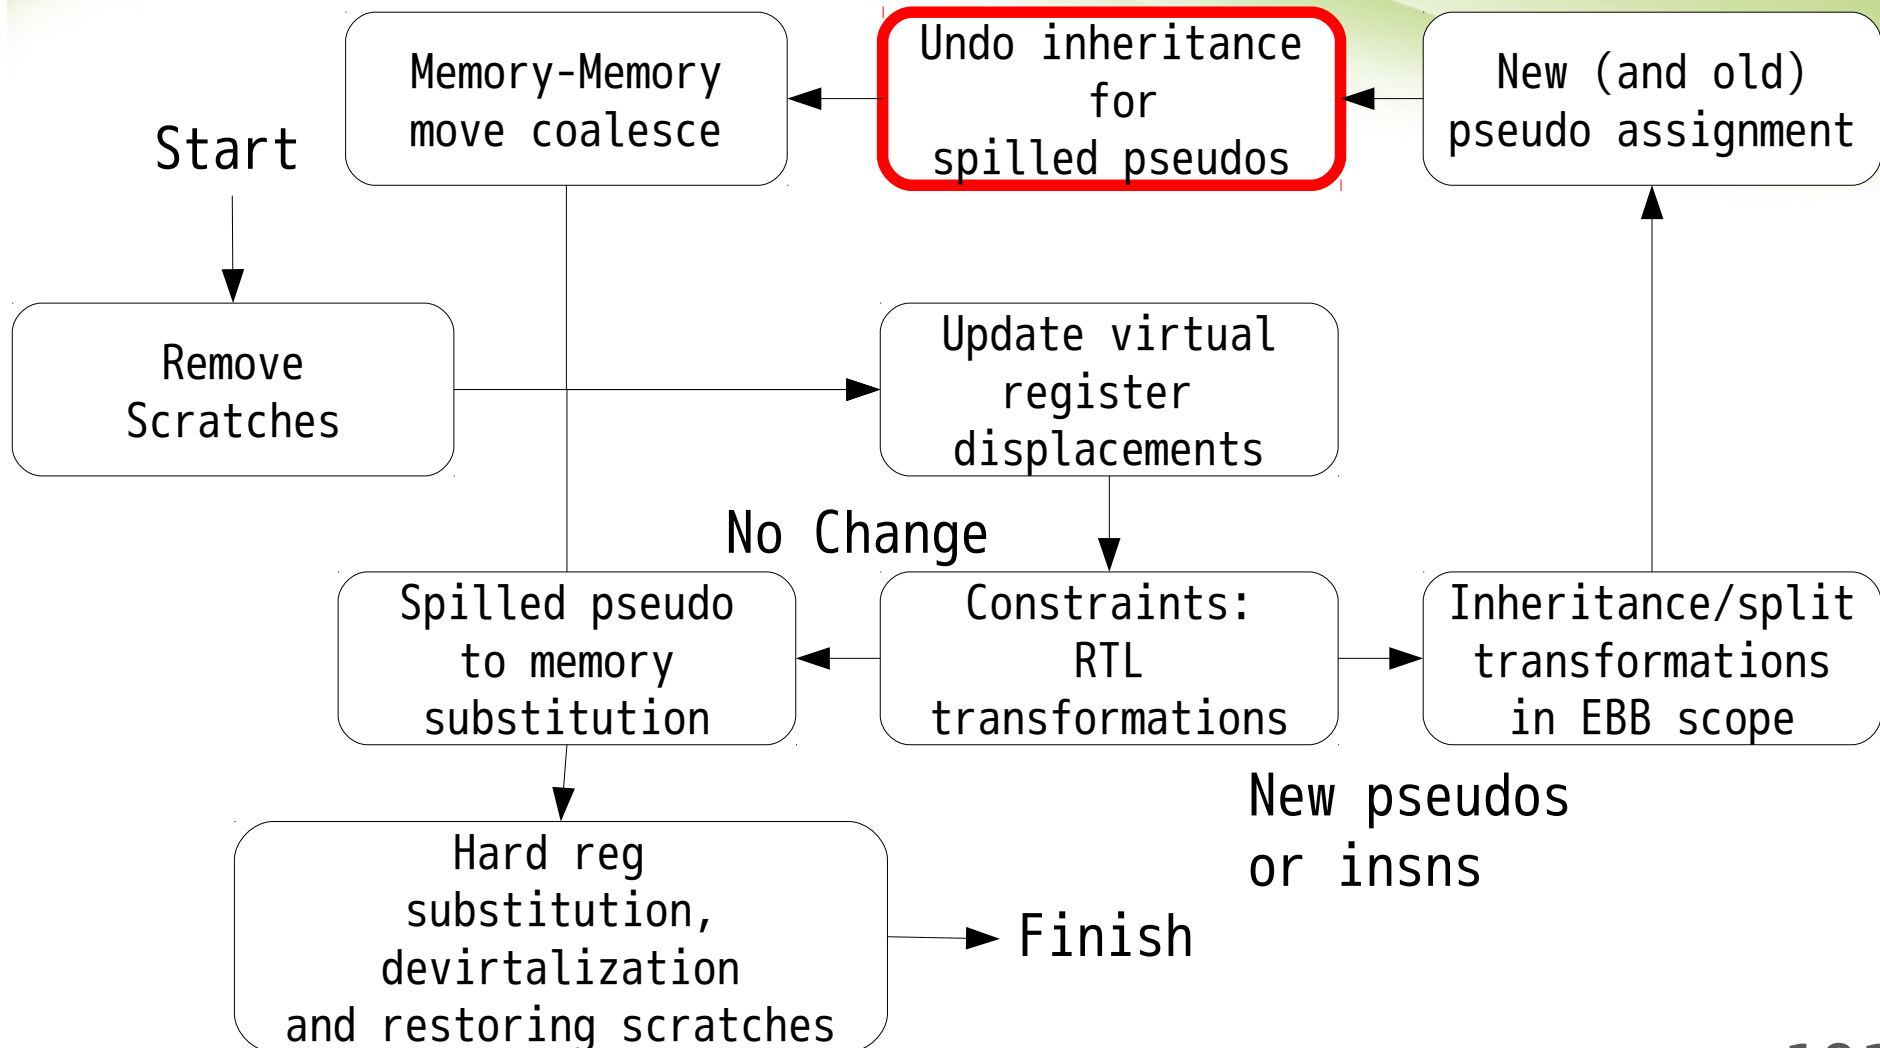 Memory-Memory
move coalesce
Undo inheritance
for
spilled pseudos
New (and old)
pseudo assignment
Start
Remove
Scratches
Update virtual
register
displacements
No Change
Spilled pseudo
to memory
substitution
Constraints:
RTL
transformations
Inheritance/split
transformations
in EBB scope
New pseudos
or insns
Hard reg
substitution,
devirtalization
and restoring scratches
Finish